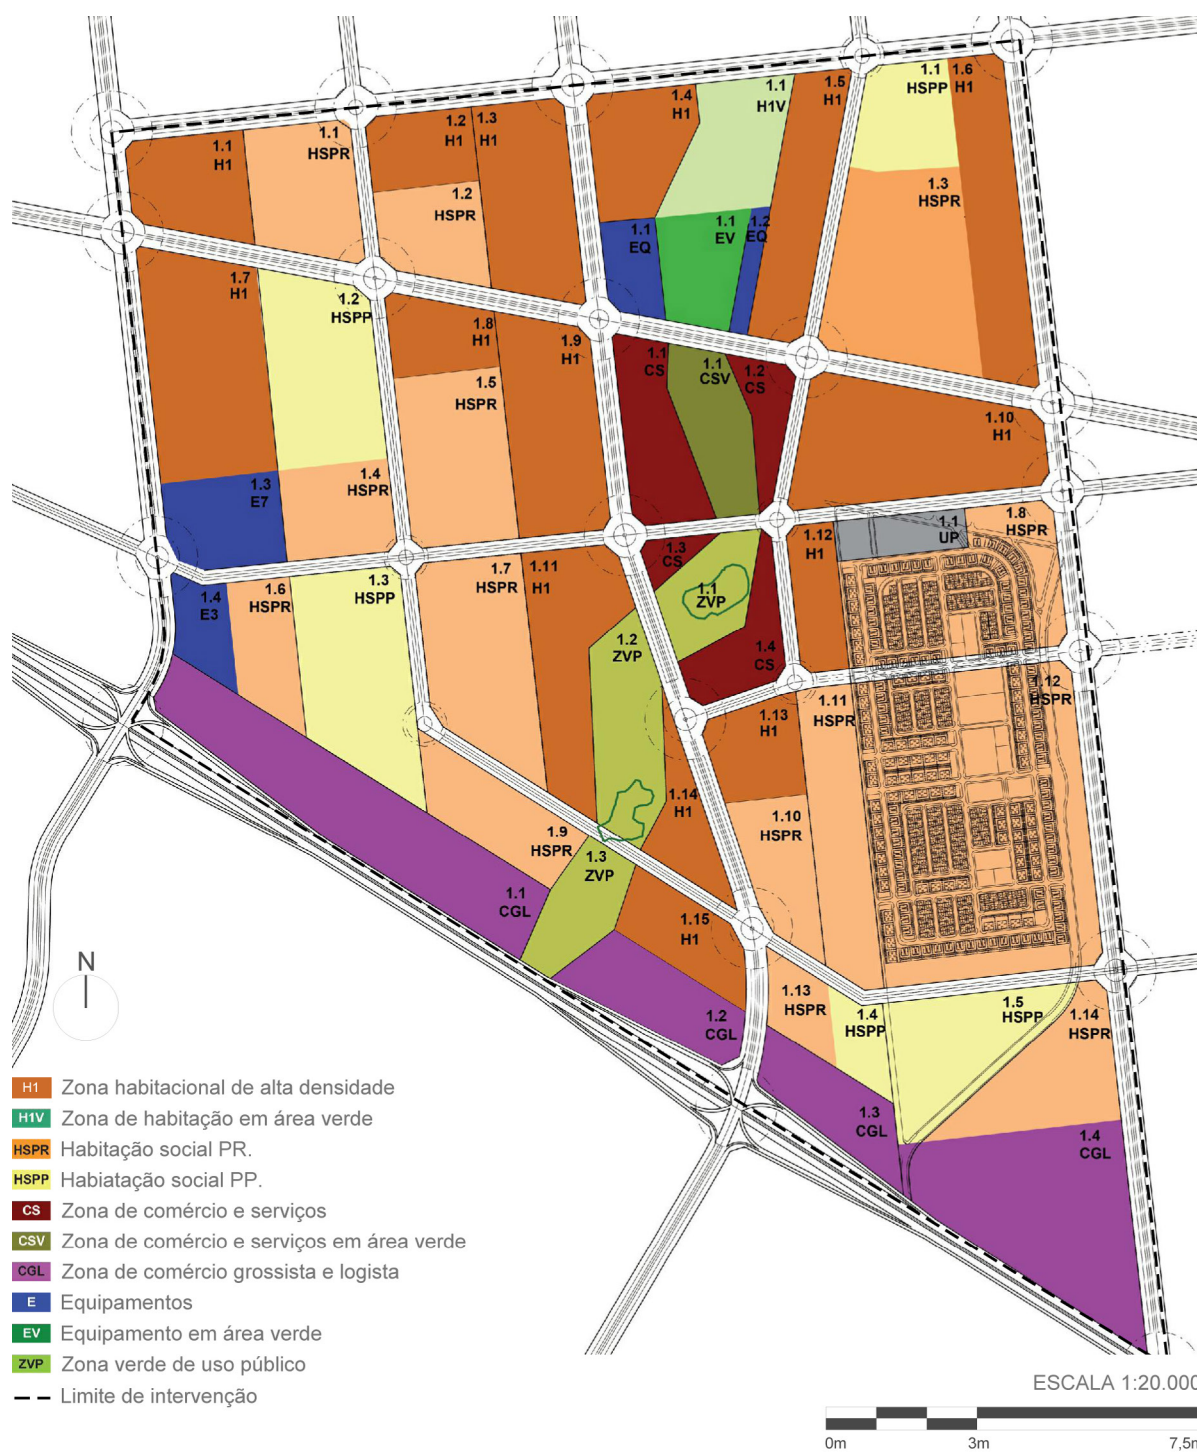 1.1
H1
1.1
HSPR
1.2
H1
1.3
H1
1.4
H1
1.1
H1V
1.5
H1
1.1
HSPP
1.6
H1
1.2
HSPR
1.3
HSPR
1.1
EQ
1.1
EV
1.2
EQ
1.7
H1
1.2
HSPP
1.8
H1
1.9
H1
1.1
CS
1.1
CSV
1.2
CS
1.5
HSPR
1.10
H1
1.3
E7
1.4
HSPR
1.8
HSPR
1.1
UP
1.12
H1
1.3
CS
1.4
E3
1.6
HSPR
1.3
HSPP
1.7
HSPR
1.11
H1
1.1
ZVP
1.2
ZVP
1.4
CS
1.12
HSPR
1.11
HSPR
1.13
H1
1.14
H1
1.10
HSPR
1.9
HSPR
1.3
ZVP
1.1
CGL
1.15
H1
1.13
HSPR
1.4
HSPP
1.5
HSPP
1.14
HSPR
1.2
CGL
1.3
CGL
1.4
CGL
N
H1 Zona habitacional de alta densidade
H1V Zona de habitação em área verde
HSPR Habitação social PR.
HSPP Habiatação social PP.
CS Zona de comércio e serviços
CSV Zona de comércio e serviços em área verde
CGL Zona de comércio grossista e logista
E Equipamentos
EV Equipamento em área verde
ZVP Zona verde de uso público
Limite de intervenção
ESCALA 1:20.000
0m 3m 7,5m